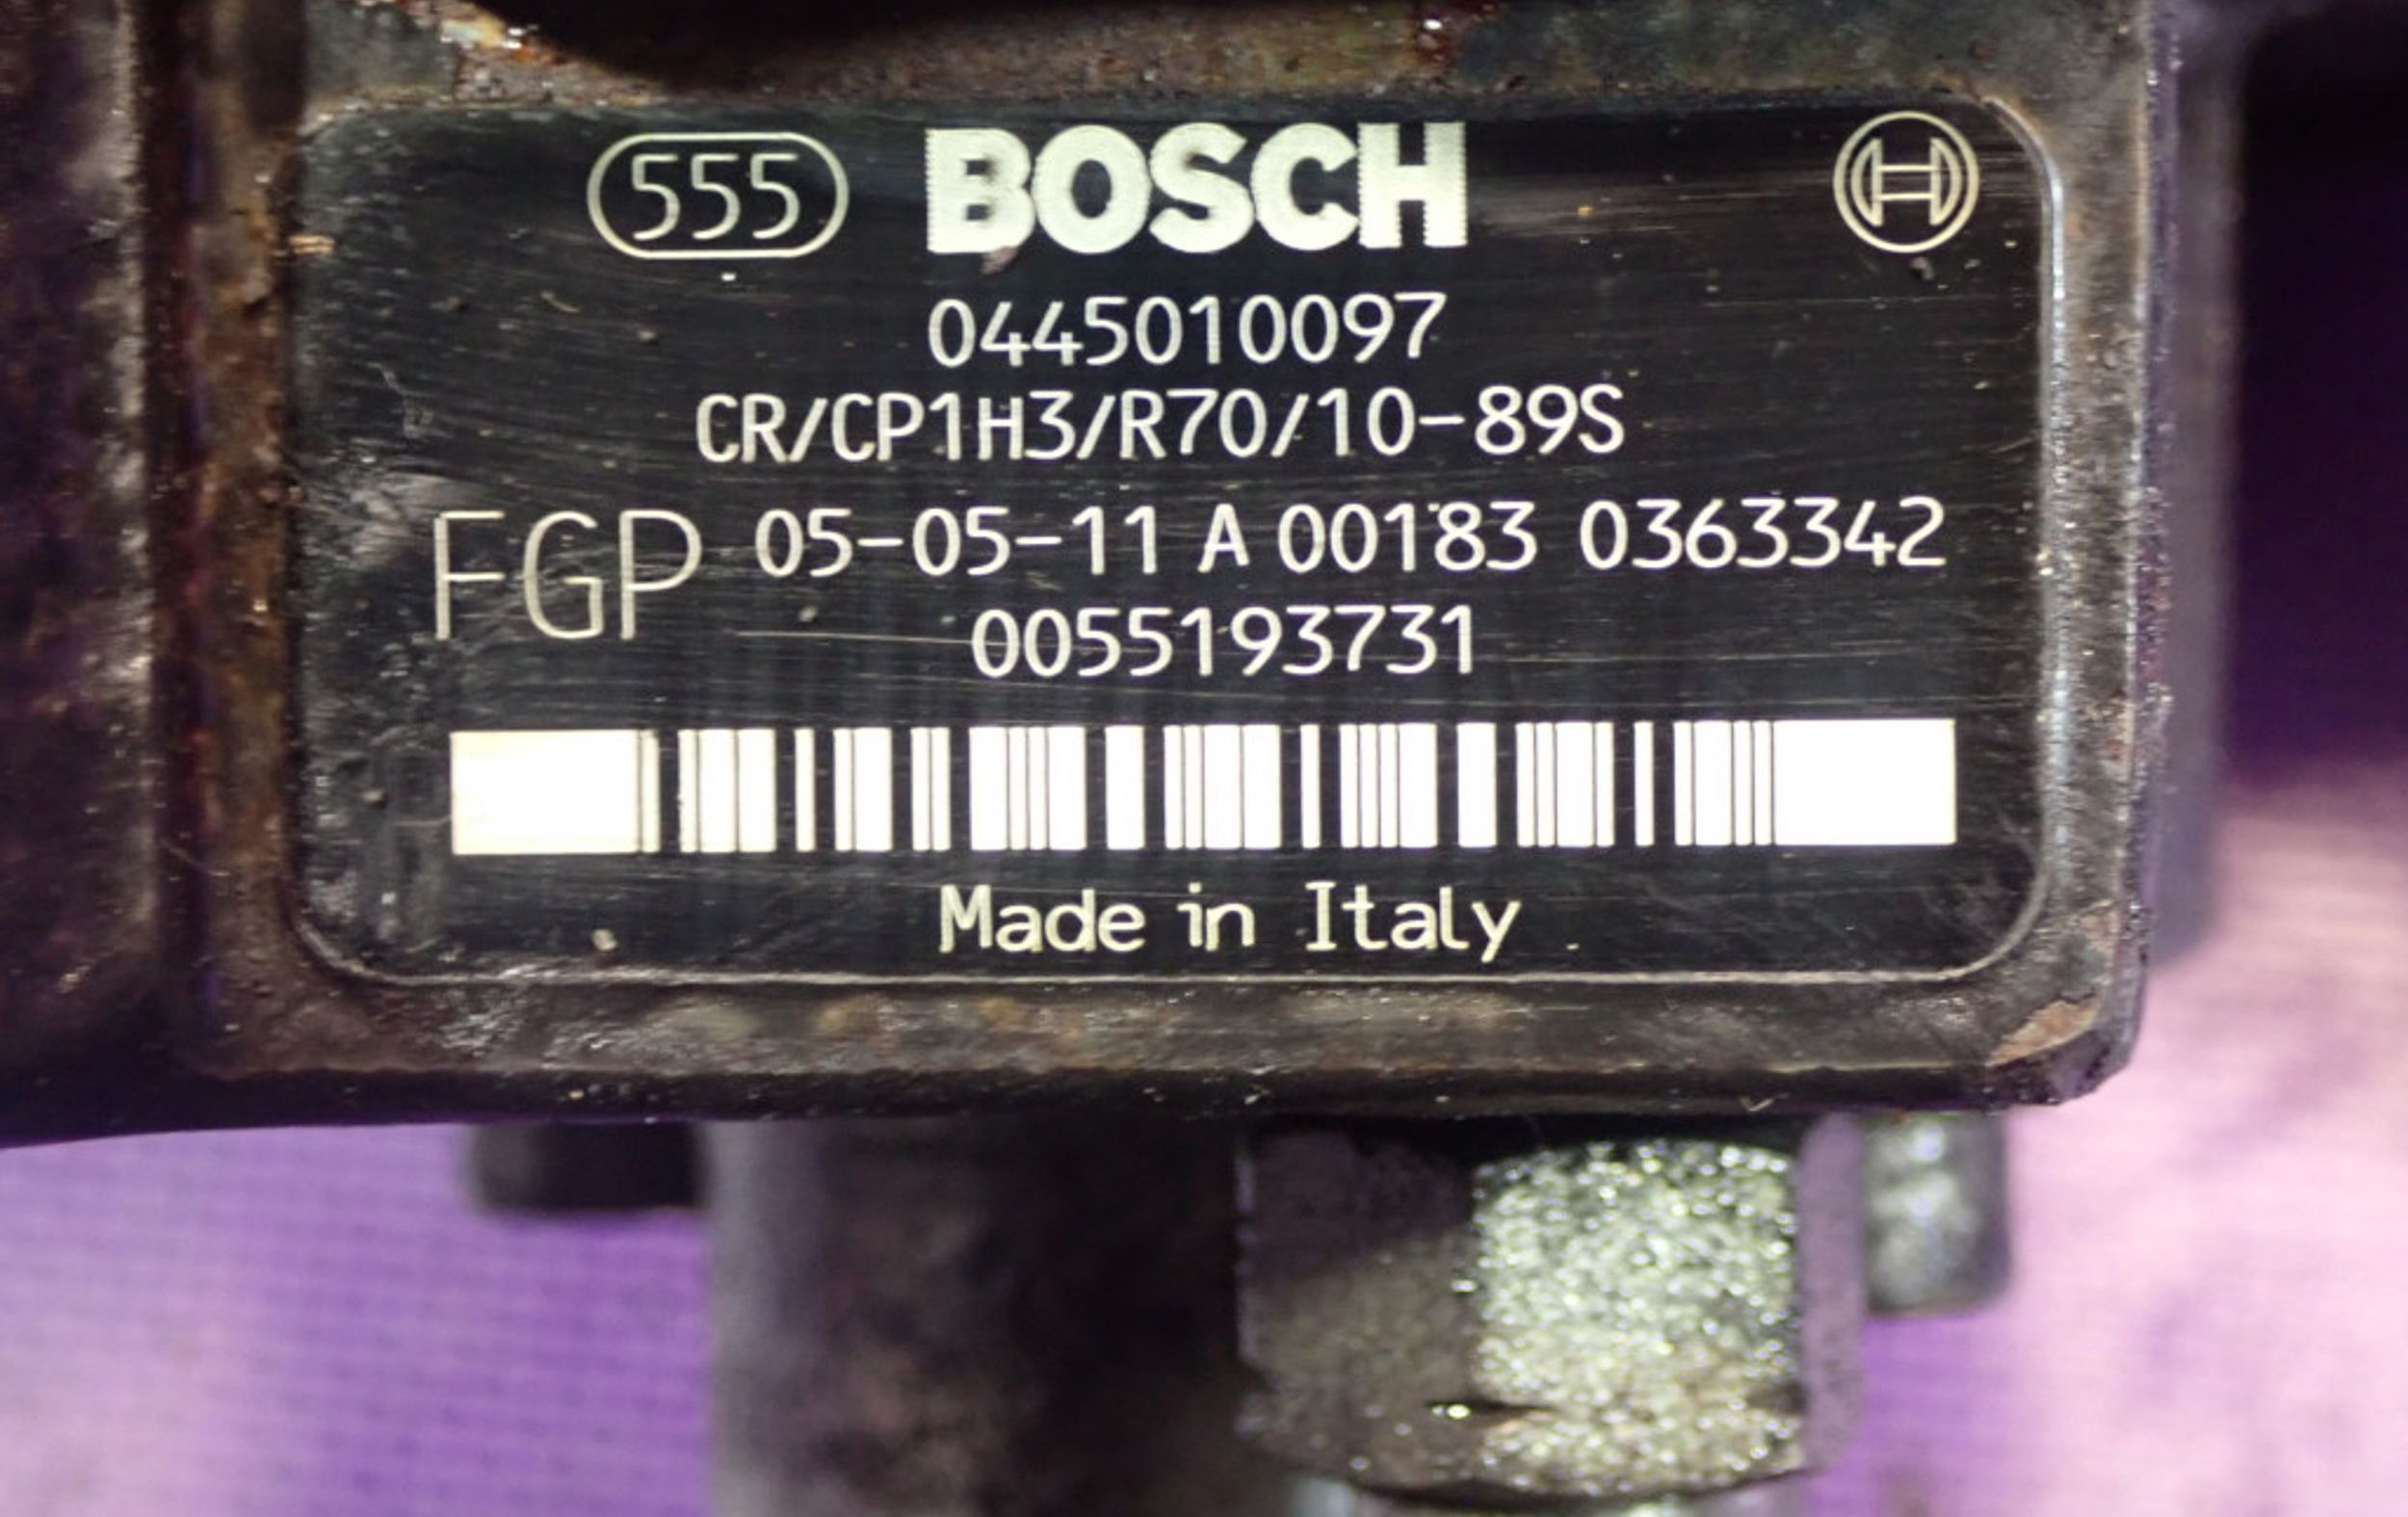 555 BOSCH
0445010097
CR/CP1H3/R70/10-89S
FGP 05-05-11 A 00183 0363342
0055193731
Made in Italy